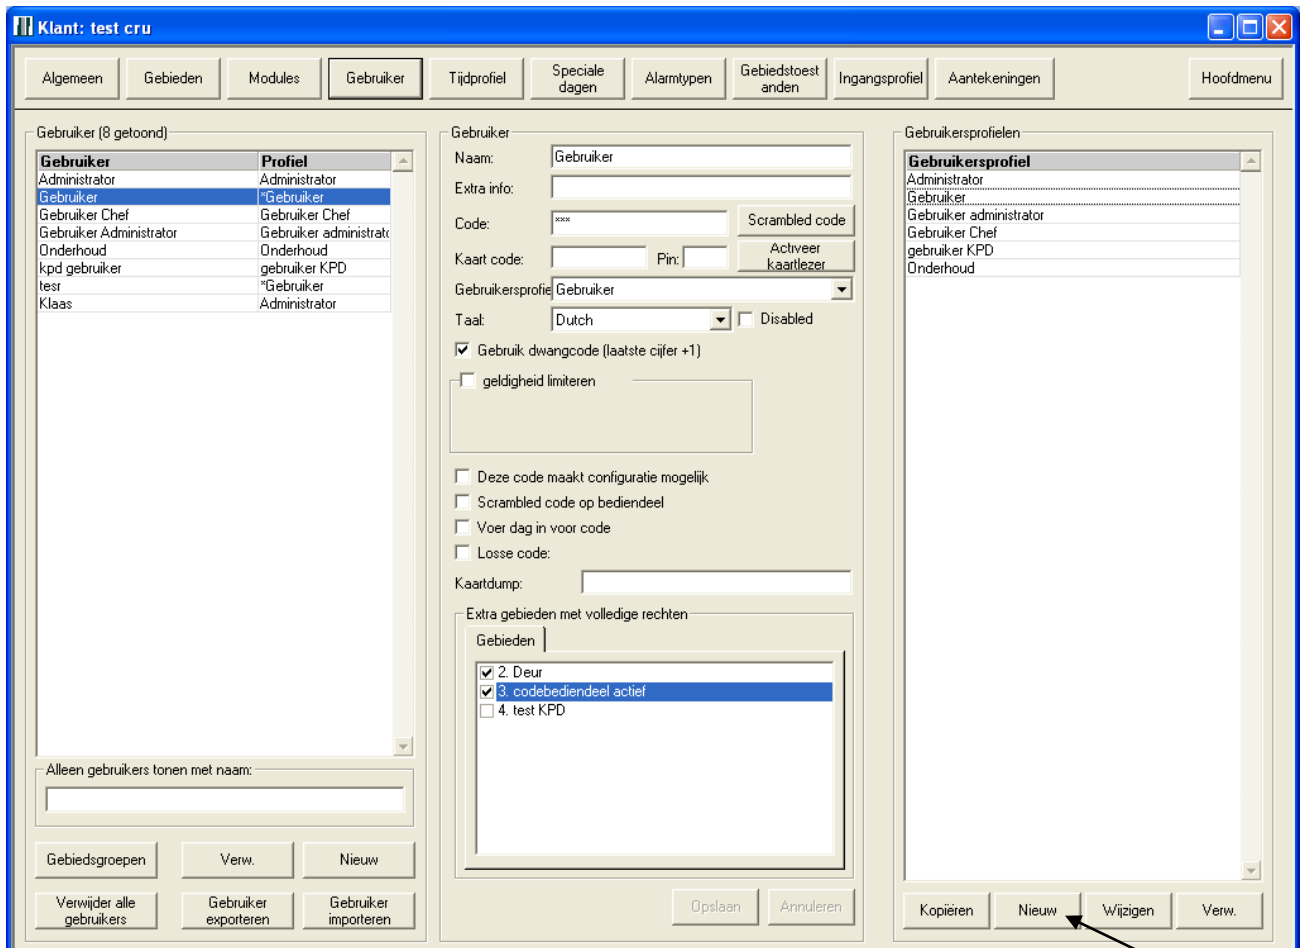 Klant: test cru
Algemeen
Gebieden
Modules
Gebruiker
Tijdprofiel
Speciale
dagen
Alarmtypen
Gebiedstoest
anden
Ingangsprofiel
Aantekeningen
Hoofdmenu
Gebruiker (8 getoond)
Gebruiker Profiel
Administrator Administrator
Gebruiker *Gebruiker
Gebruiker Chef Gebruiker Chef
Gebruiker Administrator Gebruiker administratc
Onderhoud Onderhoud
kpd gebruiker gebruiker KPD
tesr *Gebruiker
Klaas Administrator
Alleen gebruikers tonen met naam:
Gebiedsgroepen
Verw.
Nieuw
Verwijder alle
gebruikers
Gebruiker
exporteren
Gebruiker
importeren
Gebruiker
Naam: Gebruiker
Extra info:
Code: *** Scrambled code
Kaart code: Pin: Activeer
kaartlezer
Gebruikersprofie Gebruiker
Taal: Dutch Disabled
Gebruik dwangcode (laatste cijfer +1)
geldigheid limiteren
Deze code maakt configuratie mogelijk
Scrambled code op bediendeel
Voer dag in voor code
Losse code:
Kaartdump:
Extra gebieden met volledige rechten
Gebieden
2. Deur
3. codebediendeel actief
4. test KPD
Opslaan
Annuleren
Gebruikersprofielen
Gebruikersprofiel
Administrator
Gebruiker
Gebruiker administrator
Gebruiker Chef
gebruiker KPD
Onderhoud
Kopiëren
Nieuw
Wijzigen
Verw.